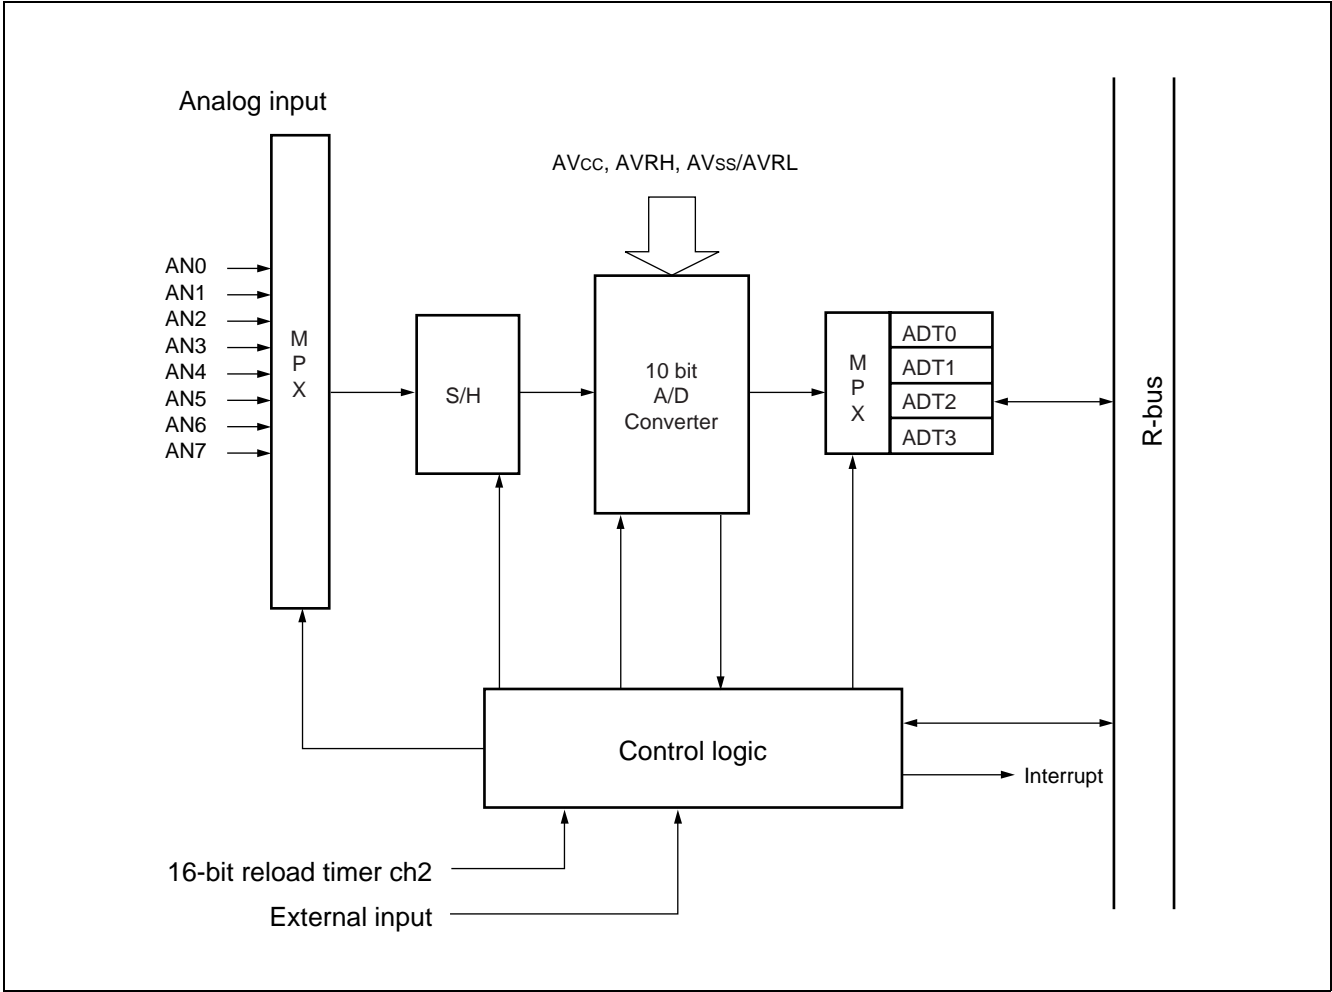 Analog input
AVcc, AVRH, AVss/AVRL
AN0
AN1
AN2
AN3
AN4
AN5
AN6
AN7
M
P
X
S/H
10 bit
A/D
Converter
M
P
X
ADT0
ADT1
ADT2
ADT3
R-bus
Control logic
Interrupt
16-bit reload timer ch2
External input